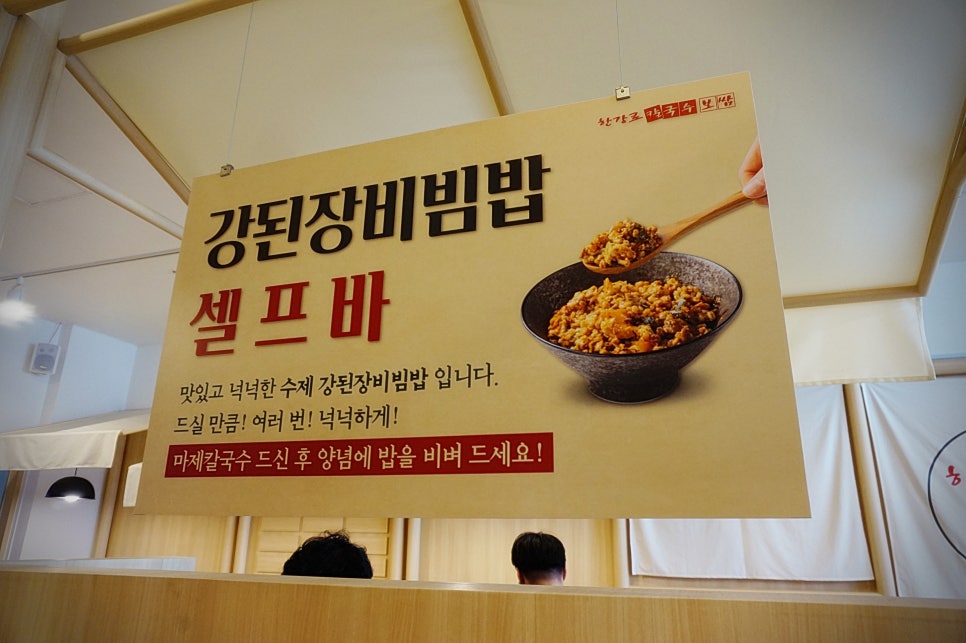 한강로 칼국수 보쌈
강된장비빔밥
셀프바
맛있고 넉넉한 수제 강된장비빔밥 입니다.
드실 만큼! 여러 번! 넉넉하게!
마제칼국수 드신 후 양념에 밥을 비벼 드세요!